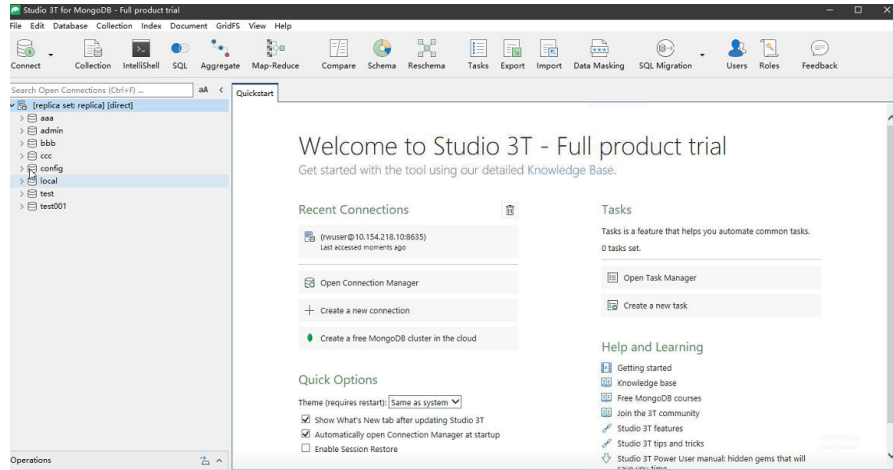 Studio 3T for MongoDB - Full product trial
File Edit Database Collection Index Document GridFS View Help
Connect Collection IntelliShell SQL Aggregate Map-Reduce Compare Schema Reschema Tasks Export Import Data Masking SQL Migration Users Roles Feedback
Search Open Connections (Ctrl+F) ... aA
Quickstart
[replica set: replica] [direct]
aaa
admin
bbb
ccc
config
local
test
test001
Welcome to Studio 3T - Full product trial
Get started with the tool using our detailed Knowledge Base.
Recent Connections
(rwuser@10.154.218.10:8635)
Last accessed moments ago
Open Connection Manager
Create a new connection
Create a free MongoDB cluster in the cloud
Quick Options
Theme (requires restart): Same as system
Show What's New tab after updating Studio 3T
Automatically open Connection Manager at startup
Enable Session Restore
Tasks
Tasks is a feature that helps you automate common tasks.
0 tasks set.
Open Task Manager
Create a new task
Help and Learning
Getting started
Knowledge base
Free MongoDB courses
Join the 3T community
Studio 3T features
Studio 3T tips and tricks
Studio 3T Power User manual: hidden gems that will
save you time
Operations